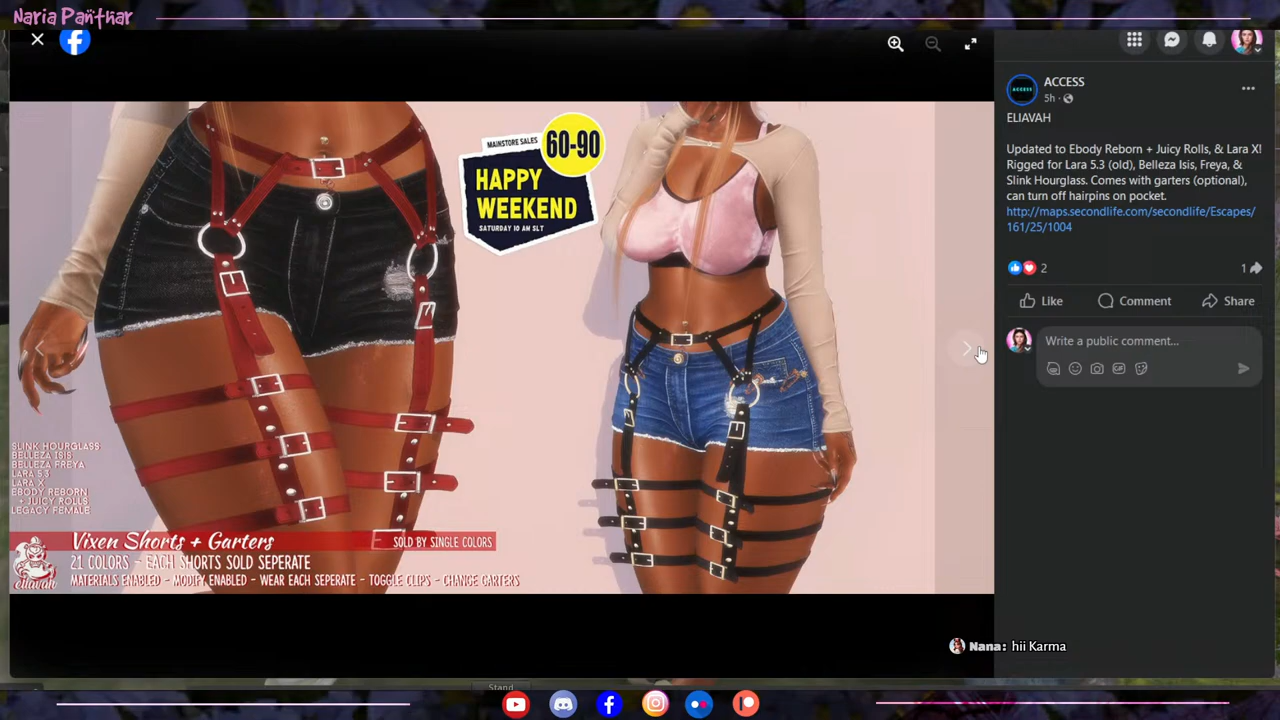 Naria Panthar
ACCESS
ACCESS
5h
ELIAVAH
Updated to Ebody Reborn + Juicy Rolls, & Lara X!
Rigged for Lara 5.3 (old), Belleza Isis, Freya, &
Slink Hourglass. Comes with garters (optional),
can turn off hairpins on pocket.
http://maps.secondlife.com/secondlife/Escapes/
161/25/1004
2
1
Like
Comment
Share
Write a public comment...
GIF
MAINSTORE SALES
60-90
HAPPY
WEEKEND
SATURDAY 10 AM SLT
SLINK HOURGLASS
BELLEZA ISIS
BELLEZA FREYA
LARA 5.3
LARA X
EBODY REBORN
+ JUICY ROLLS
LEGACY FEMALE
Vixen Shorts + Garters
SOLD BY SINGLE COLORS
21 COLORS - EACH SHORTS SOLD SEPERATE
MATERIALS ENABLED - MODIFY ENABLED - WEAR EACH SEPERATE - TOGGLE CLIPS - CHANGE GARTERS
eliavah
Nana: hii Karma
Stand